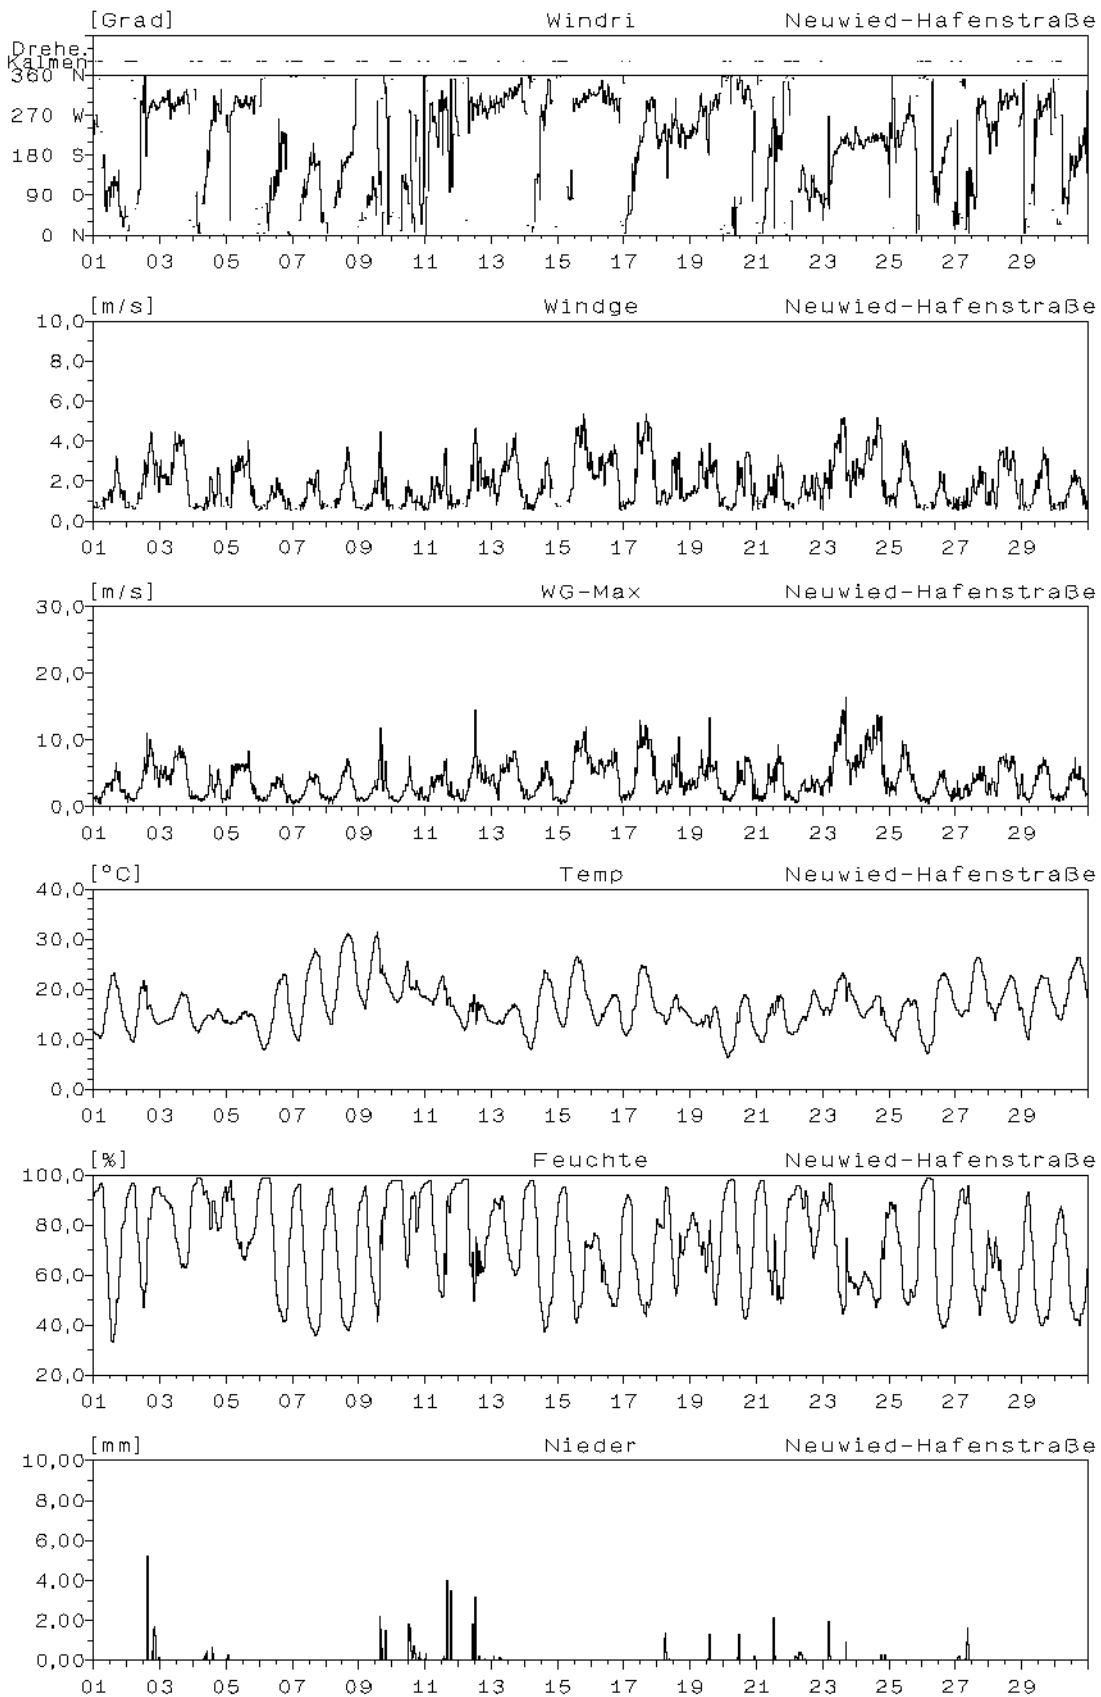 [Grad] Windri Neuwied-Hafenstraße
Drehe.
Kalmen
360 N
270 W
180 S
90 O
0 N
01 03 05 07 09 11 13 15 17 19 21 23 25 27 29
[m/s] Windge Neuwied-Hafenstraße
10,0
8,0
6,0
4,0
2,0
0,0
01 03 05 07 09 11 13 15 17 19 21 23 25 27 29
[m/s] WG-Max Neuwied-Hafenstraße
30,0
20,0
10,0
0,0
01 03 05 07 09 11 13 15 17 19 21 23 25 27 29
[°C] Temp Neuwied-Hafenstraße
40,0
30,0
20,0
10,0
0,0
01 03 05 07 09 11 13 15 17 19 21 23 25 27 29
[%] Feuchte Neuwied-Hafenstraße
100,0
80,0
60,0
40,0
20,0
01 03 05 07 09 11 13 15 17 19 21 23 25 27 29
[mm] Nieder Neuwied-Hafenstraße
10,00
8,00
6,00
4,00
2,00
0,00
01 03 05 07 09 11 13 15 17 19 21 23 25 27 29